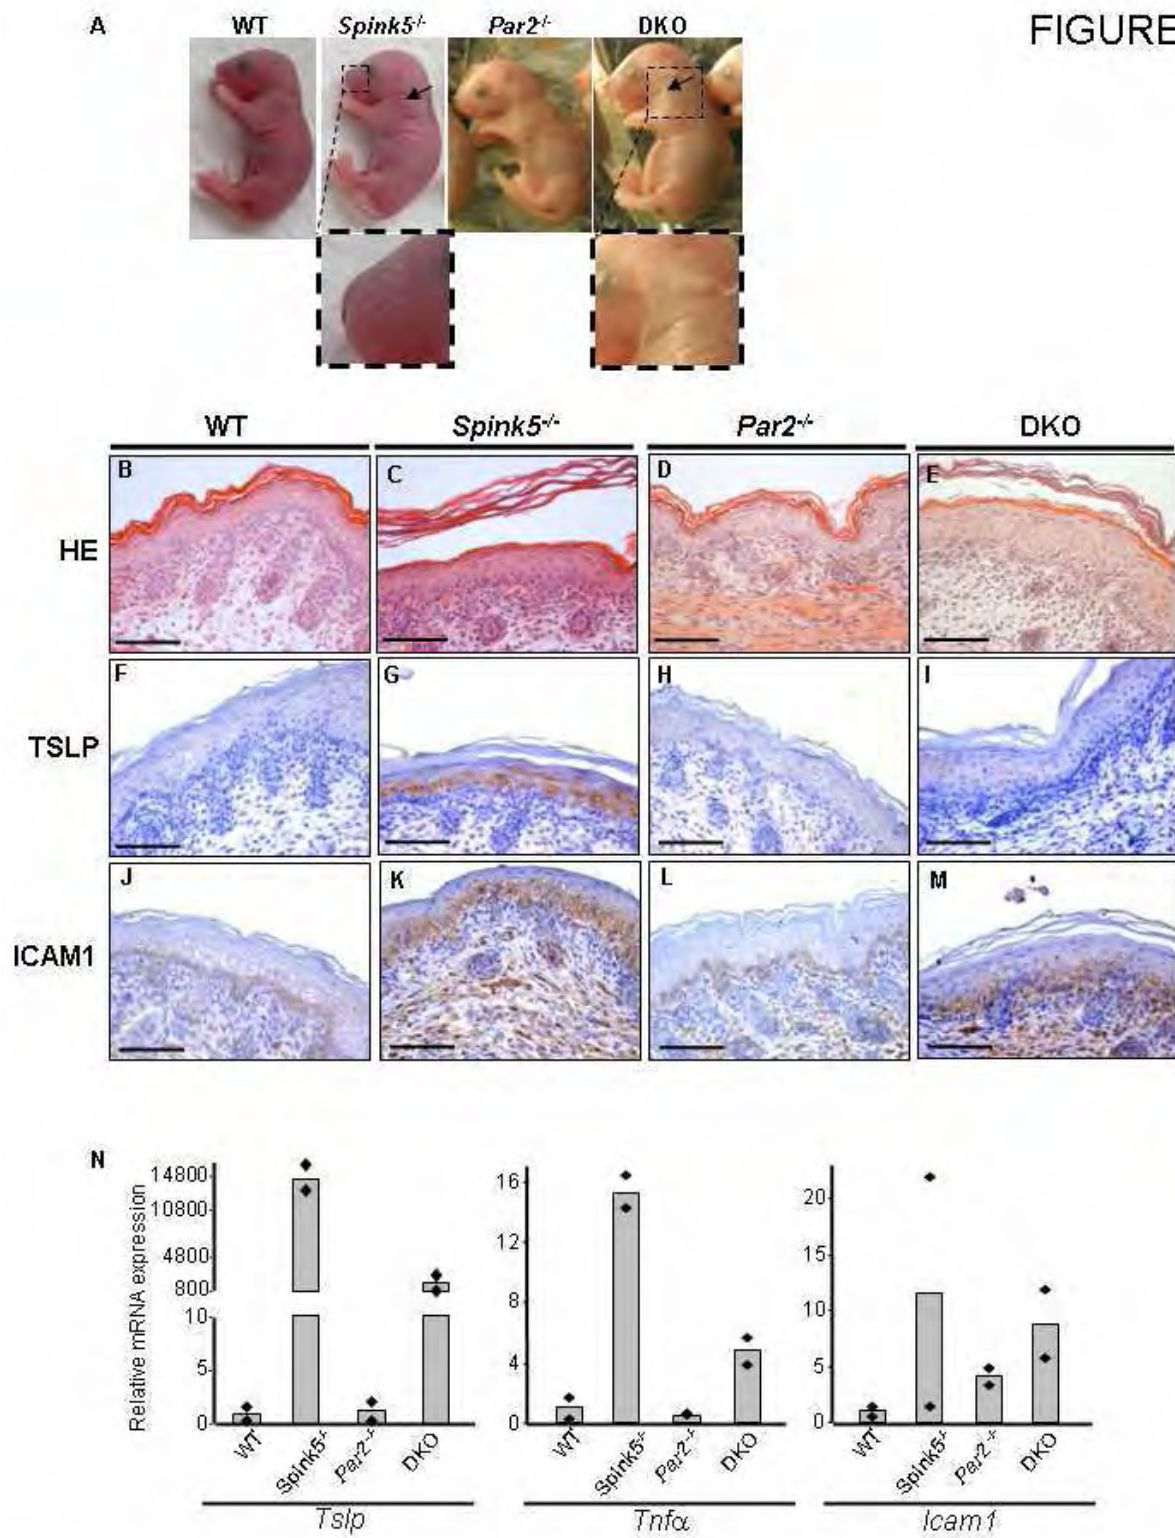 FIGURE
A WT Spink5-/- Par2-/- DKO
WT Spink5-/- Par2-/- DKO
HE B C D E
TSLP F G H I
ICAM1 J K L M
N
Relative mRNA expression
14800
10800
4800
800
10
5
0
WT Spink5-/- Par2-/- DKO
Tslp
16
12
8
4
0
WT Spink5-/- Par2-/- DKO
Tnfα
20
15
10
5
0
WT Spink5-/- Par2-/- DKO
Icam1